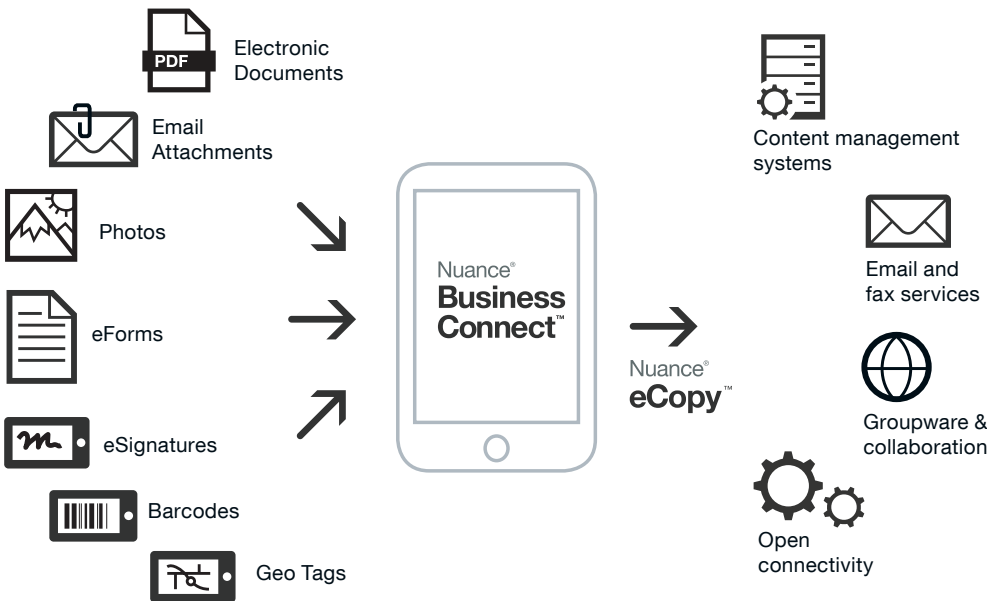 PDF
Electronic
Documents
Email
Attachments
Photos
eForms
eSignatures
Barcodes
Geo Tags
Nuance®
Business
Connect™
Nuance®
eCopy™
Content management
systems
Email and
fax services
Groupware &
collaboration
Open
connectivity